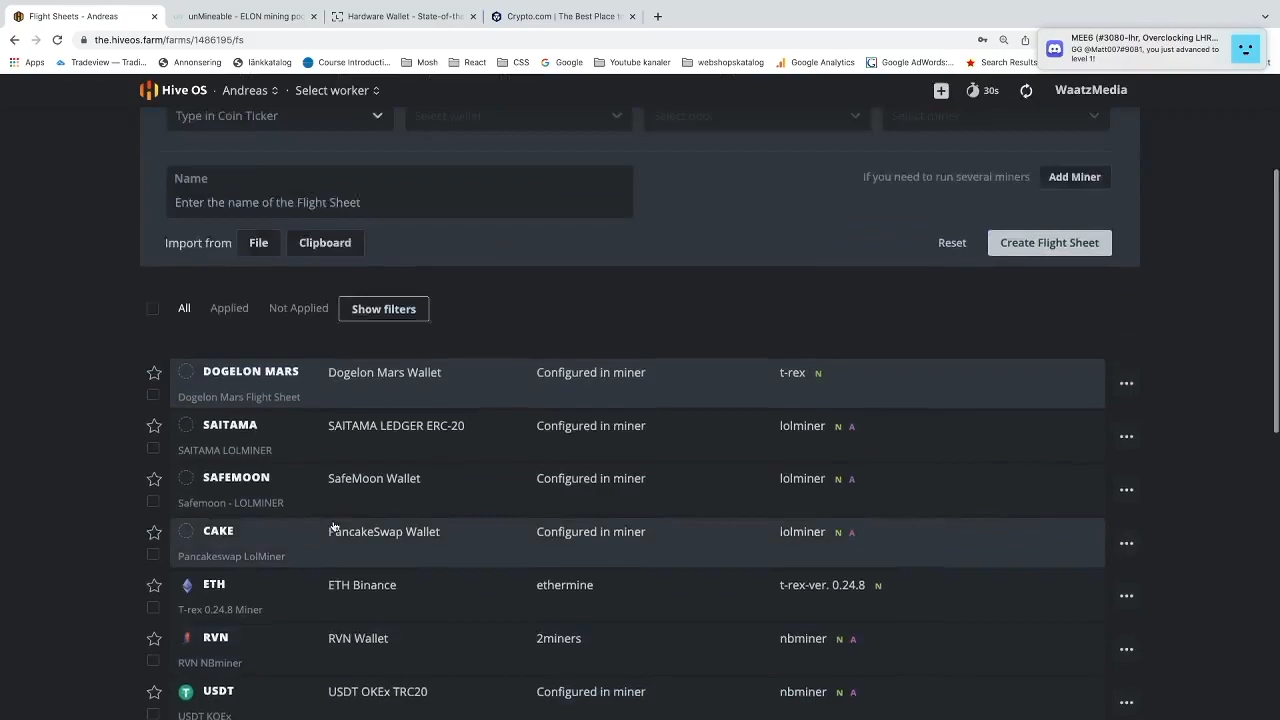 Flight Sheets - Andreas
unMineable - ELON mining poo
Hardware Wallet - State-of-the
Crypto.com | The Best Place to
the.hiveos.farm/farms/1486195/fs
MEE6 (#3080-lhr, Overclocking LHR...
GG @Matt007#9081, you just advanced to
level 1!
Apps
Tradeview – Tradi...
Annonsering
länkkatalog
Course Introducti...
Mosh
React
CSS
Google
Youtube kanaler
webshopskatalog
Google Analytics
Google AdWords:...
Search Results
Hive OS
Andreas
Select worker
30s
WaatzMedia
Type in Coin Ticker
Select wallet
Select pool
Select miner
Name
Enter the name of the Flight Sheet
If you need to run several miners
Add Miner
Import from
File
Clipboard
Reset
Create Flight Sheet
All
Applied
Not Applied
Show filters
DOGELON MARS
Dogelon Mars Wallet
Configured in miner
t-rex N
Dogelon Mars Flight Sheet
SAITAMA
SAITAMA LEDGER ERC-20
Configured in miner
lolminer N A
SAITAMA LOLMINER
SAFEMOON
SafeMoon Wallet
Configured in miner
lolminer N A
Safemoon - LOLMINER
CAKE
PancakeSwap Wallet
Configured in miner
lolminer N A
Pancakeswap LolMiner
ETH
ETH Binance
ethermine
t-rex-ver. 0.24.8 N
T-rex 0.24.8 Miner
RVN
RVN Wallet
2miners
nbminer N A
RVN NBminer
USDT
USDT OKEx TRC20
Configured in miner
nbminer N A
USDT KOEx